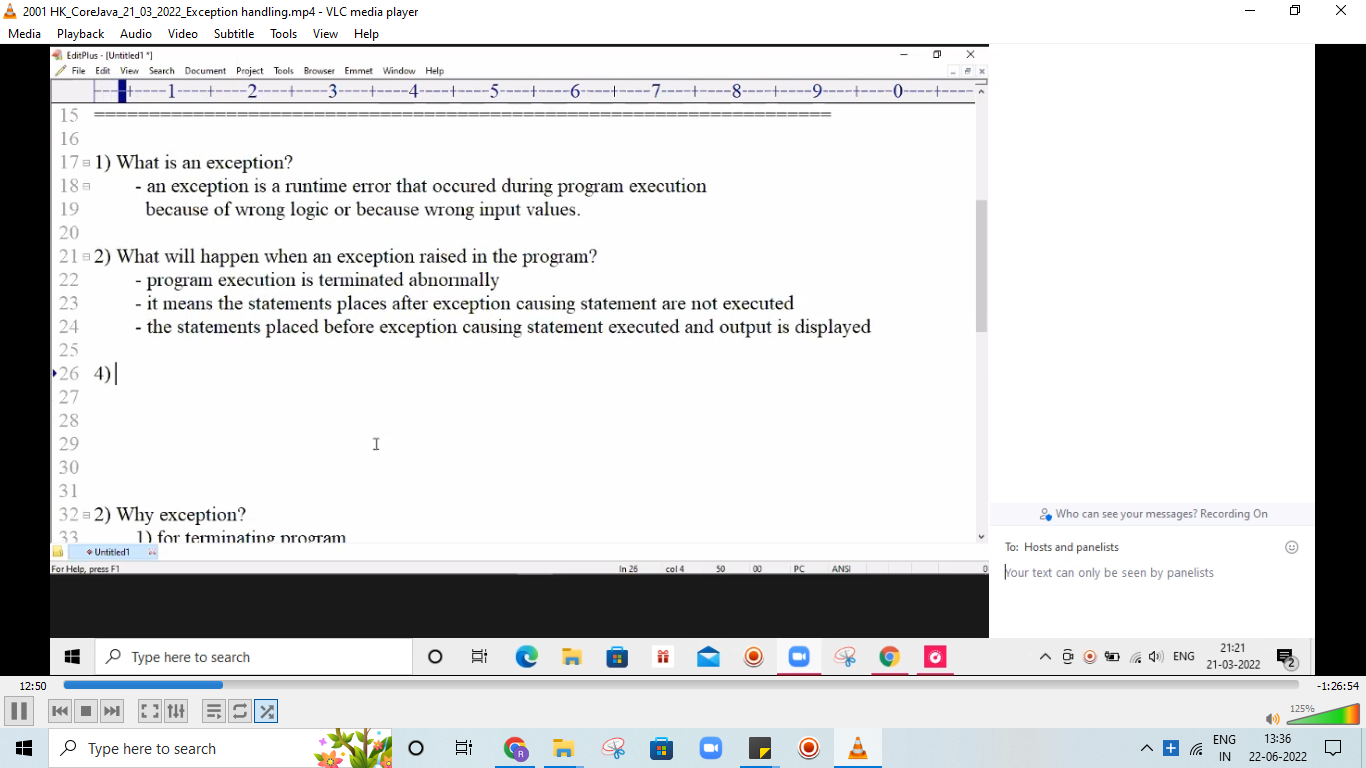 2001 HK_CoreJava_21_03_2022_Exception handling.mp4 - VLC media player
Media Playback Audio Video Subtitle Tools View Help
EditPlus - [Untitled1 *]
File Edit View Search Document Project Tools Browser Emmet Window Help
----+----1----+----2----+----3----+----4----+----5----+----6----+----7----+----8----+----9----+----0----+----
15 ===================================================================
16
17 1) What is an exception?
18 - an exception is a runtime error that occured during program execution
19 because of wrong logic or because wrong input values.
20
21 2) What will happen when an exception raised in the program?
22 - program execution is terminated abnormally
23 - it means the statements places after exception causing statement are not executed
24 - the statements placed before exception causing statement executed and output is displayed
25
26 4)
27
28
29
30
31
32 2) Why exception?
33 1) for terminating program
Untitled1
For Help, press F1 ln 26 col 4 50 00 PC ANSI 0
Who can see your messages? Recording On
To: Hosts and panelists
Your text can only be seen by panelists
Type here to search
ENG
21:21
21-03-2022
2
12:50
-1:26:54
125%
Type here to search
R
ENG
IN
13:36
22-06-2022